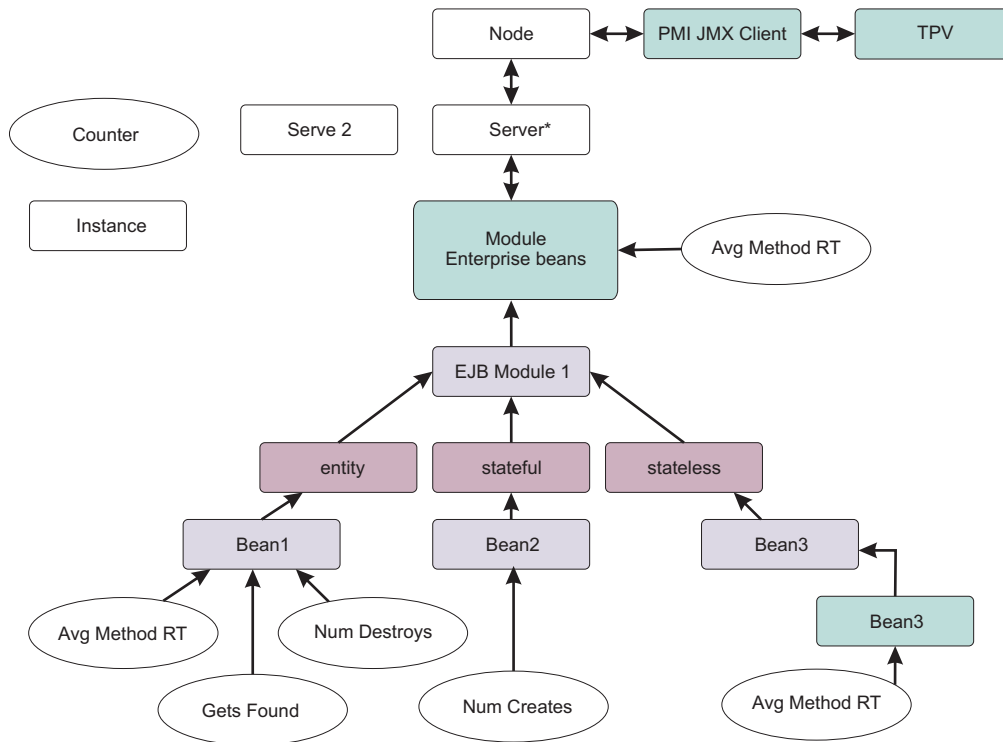 Node
PMI JMX Client
TPV
Counter
Serve 2
Server*
Instance
Module
Enterprise beans
Avg Method RT
EJB Module 1
entity
stateful
stateless
Bean1
Bean2
Bean3
Avg Method RT
Num Destroys
Bean3
Gets Found
Num Creates
Avg Method RT